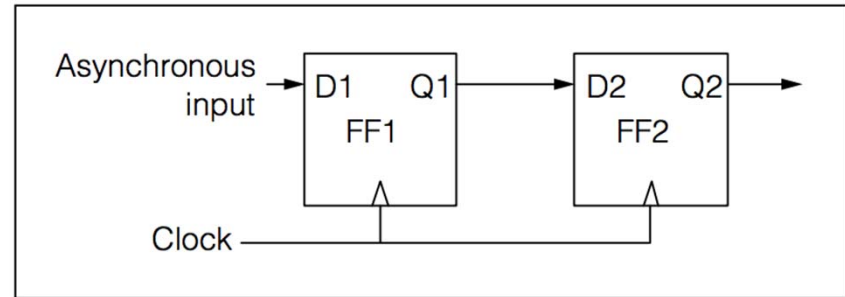 Asynchronous
input
D1 Q1
FF1
D2 Q2
FF2
Clock